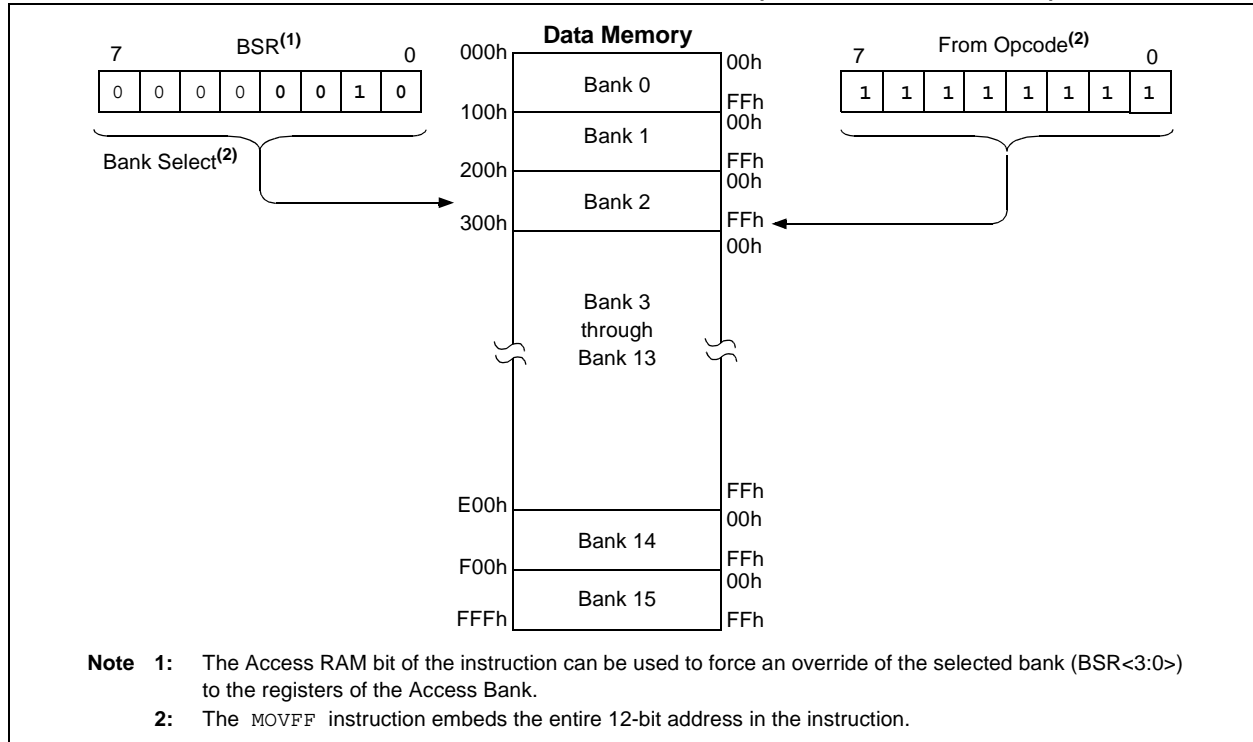 Data Memory
7 BSR(1) 0
0 0 0 0 0 0 1 0
Bank Select(2)
000h
100h
200h
300h
E00h
F00h
FFFh
Bank 0
Bank 1
Bank 2
Bank 3
through
Bank 13
Bank 14
Bank 15
00h
FFh
00h
FFh
00h
FFh
00h
FFh
00h
FFh
00h
FFh
7 From Opcode(2) 0
1 1 1 1 1 1 1 1
Note 1: The Access RAM bit of the instruction can be used to force an override of the selected bank (BSR<3:0>)
to the registers of the Access Bank.
2: The MOVFF instruction embeds the entire 12-bit address in the instruction.